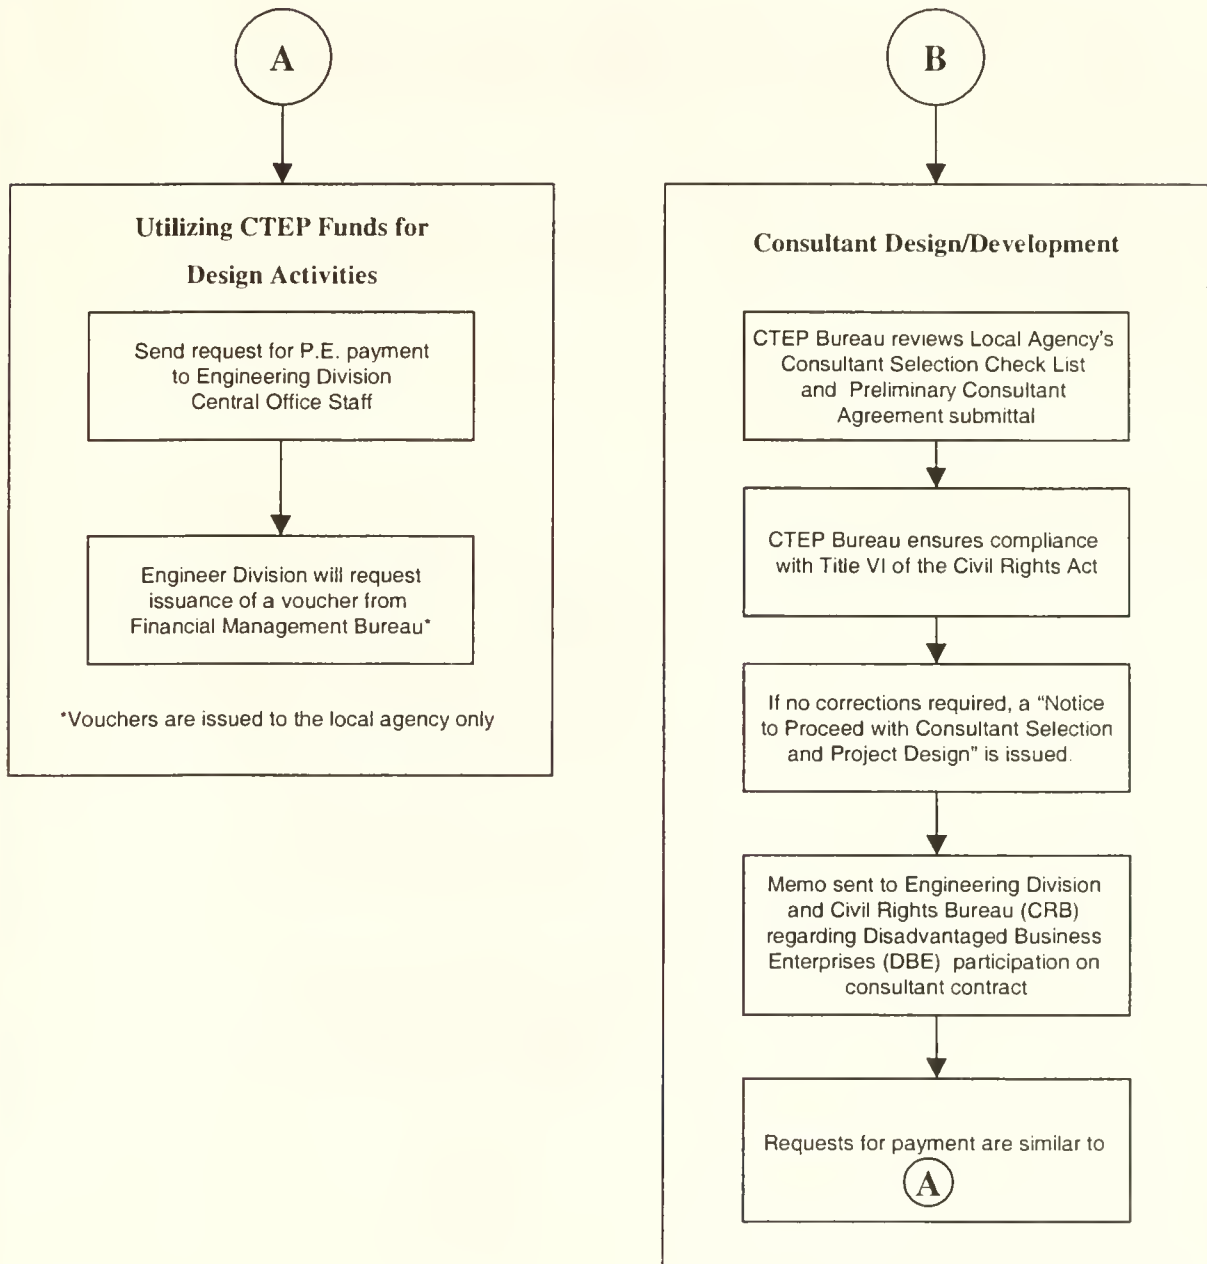 A
Utilizing CTEP Funds for
Design Activities
Send request for P.E. payment
to Engineering Division
Central Office Staff
Engineer Division will request
issuance of a voucher from
Financial Management Bureau*
*Vouchers are issued to the local agency only
B
Consultant Design/Development
CTEP Bureau reviews Local Agency's
Consultant Selection Check List
and Preliminary Consultant
Agreement submittal
CTEP Bureau ensures compliance
with Title VI of the Civil Rights Act
If no corrections required, a “Notice
to Proceed with Consultant Selection
and Project Design” is issued.
Memo sent to Engineering Division
and Civil Rights Bureau (CRB)
regarding Disadvantaged Business
Enterprises (DBE) participation on
consultant contract
Requests for payment are similar to
A